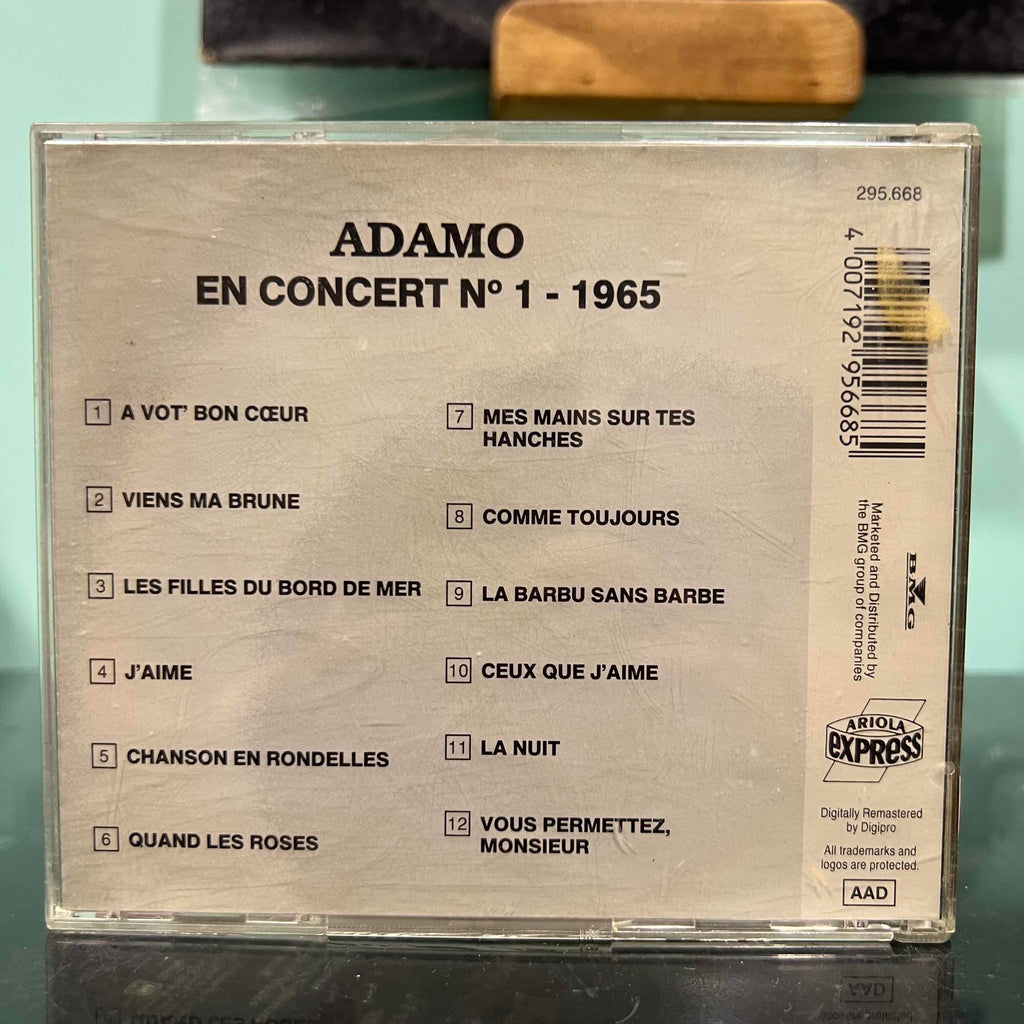 ADAMO
EN CONCERT Nº 1 - 1965
1 A VOT' BON CŒUR
2 VIENS MA BRUNE
3 LES FILLES DU BORD DE MER
4 J'AIME
5 CHANSON EN RONDELLES
6 QUAND LES ROSES
7 MES MAINS SUR TES
HANCHES
8 COMME TOUJOURS
9 LA BARBU SANS BARBE
10 CEUX QUE J'AIME
11 LA NUIT
12 VOUS PERMETTEZ,
MONSIEUR
295.668
4 007192 956685
Marketed and Distributed by
the BMG group of companies
BMG
ARIOLA
EXPRESS
Digitally Remastered
by Digipro
All trademarks and
logos are protected.
AAD